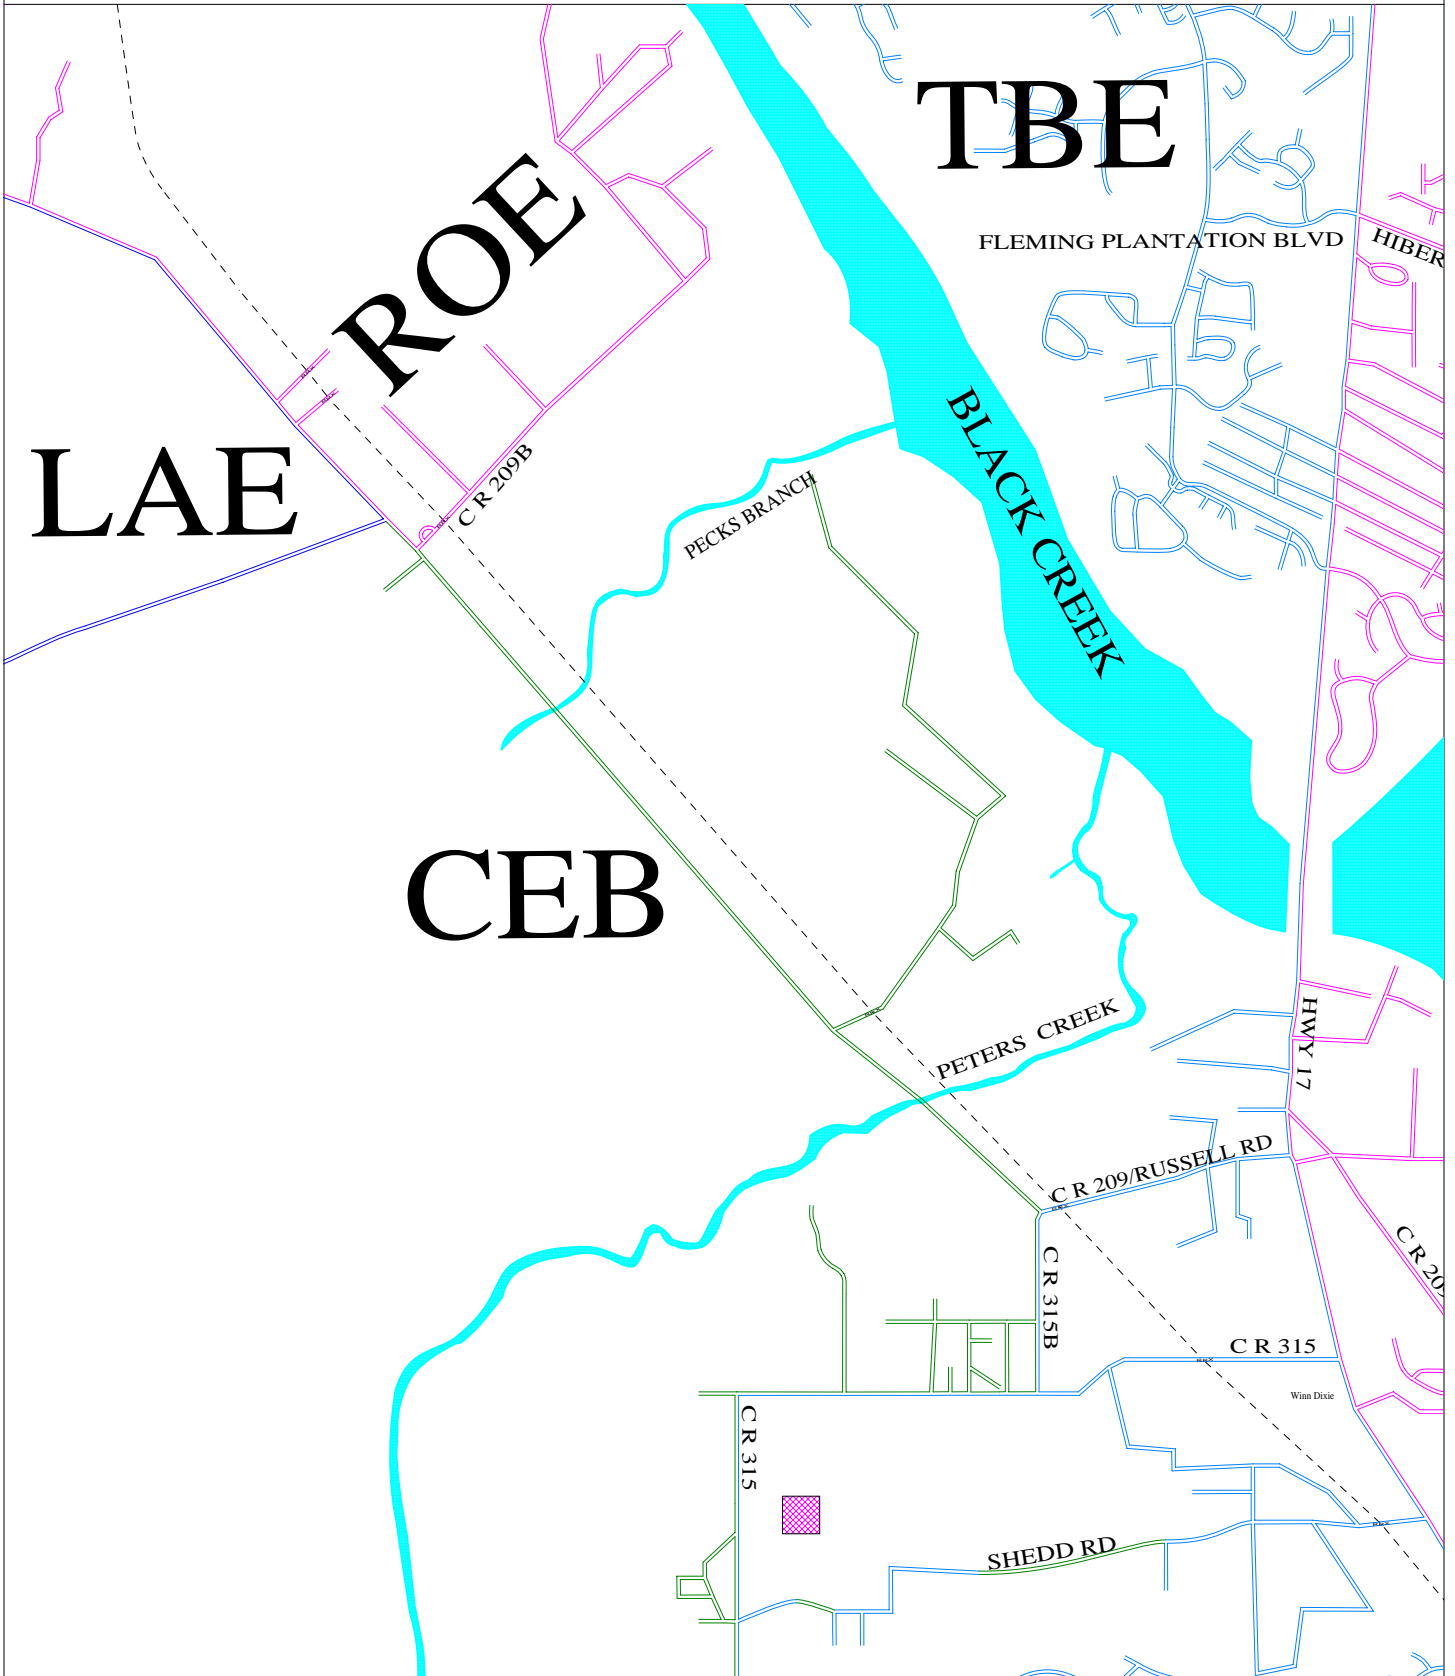 TBE
ROE
FLEMING PLANTATION BLVD
HIBER
LAE
C R 209B
BLACK CREEK
PECKS BRANCH
CEB
PETERS CREEK
HWY 17
C R 209/RUSSELL RD
C R 315B
C R 209
C R 315
Winn Dixie
C R 315
SHEDD RD